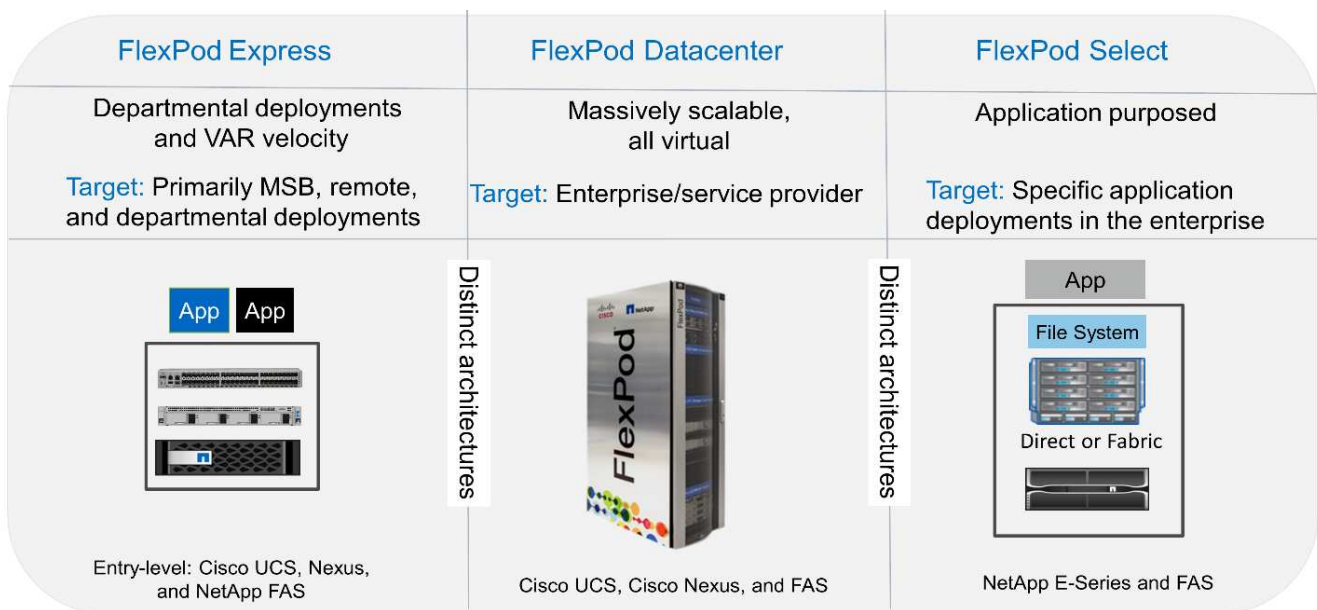 FlexPod Express
Departmental deployments
and VAR velocity
Target: Primarily MSB, remote,
and departmental deployments
App
App
Entry-level: Cisco UCS, Nexus,
and NetApp FAS
Distinct architectures
FlexPod Datacenter
Massively scalable,
all virtual
Target: Enterprise/service provider
CISCO
NetApp
FlexPod
FlexPod
Cisco UCS, Cisco Nexus, and FAS
Distinct architectures
FlexPod Select
Application purposed
Target: Specific application
deployments in the enterprise
App
File System
Direct or Fabric
NetApp E-Series and FAS